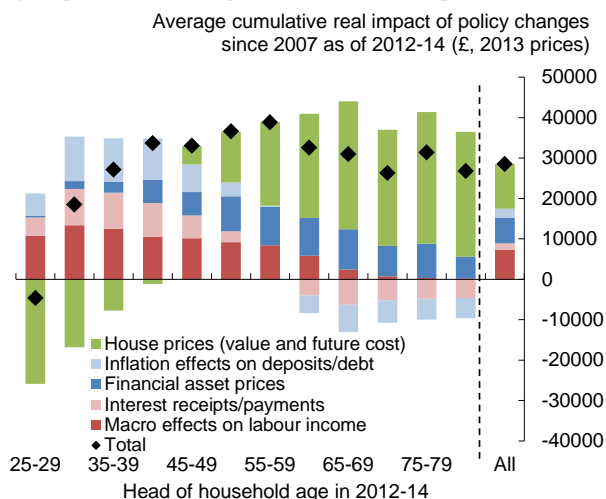 Average cumulative real impact of policy changes
since 2007 as of 2012-14 (£, 2013 prices)
50000
40000
30000
20000
10000
0
-10000
-20000
-30000
-40000
House prices (value and future cost)
Inflation effects on deposits/debt
Financial asset prices
Interest receipts/payments
Macro effects on labour income
Total
25-29 35-39 45-49 55-59 65-69 75-79 All
Head of household age in 2012-14